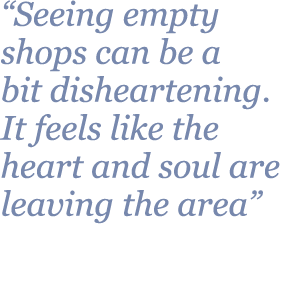 “Seeing empty
shops can be a
bit disheartening.
It feels like the
heart and soul are
leaving the area”